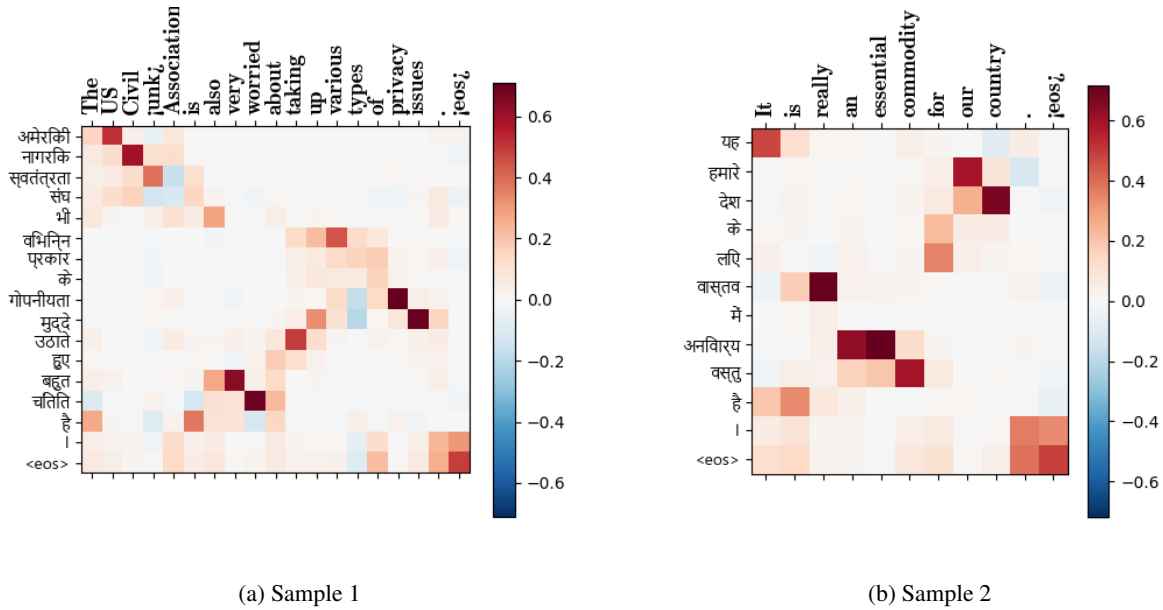 The
US
Civil
¡unk¿
Association
is
also
very
worried
about
taking
up
various
types
of
privacy
issues
.
¡eos¿
अमेरकिी
नागरकि
स्वतंत्रता
संघ
भी
वभिनि्न
प्रकार
के
गोपनीयता
मुद्दे
उठाते
हुए
बहुत
चतिति
है
।
<eos>
0.6
0.4
0.2
0.0
−0.2
−0.4
−0.6
(a) Sample 1
It
is
really
an
essential
commodity
for
our
country
.
¡eos¿
यह
हमारे
देश
के
लएि
वास्तव
में
अनवािर्य
वस्तु
है
।
<eos>
0.6
0.4
0.2
0.0
−0.2
−0.4
−0.6
(b) Sample 2